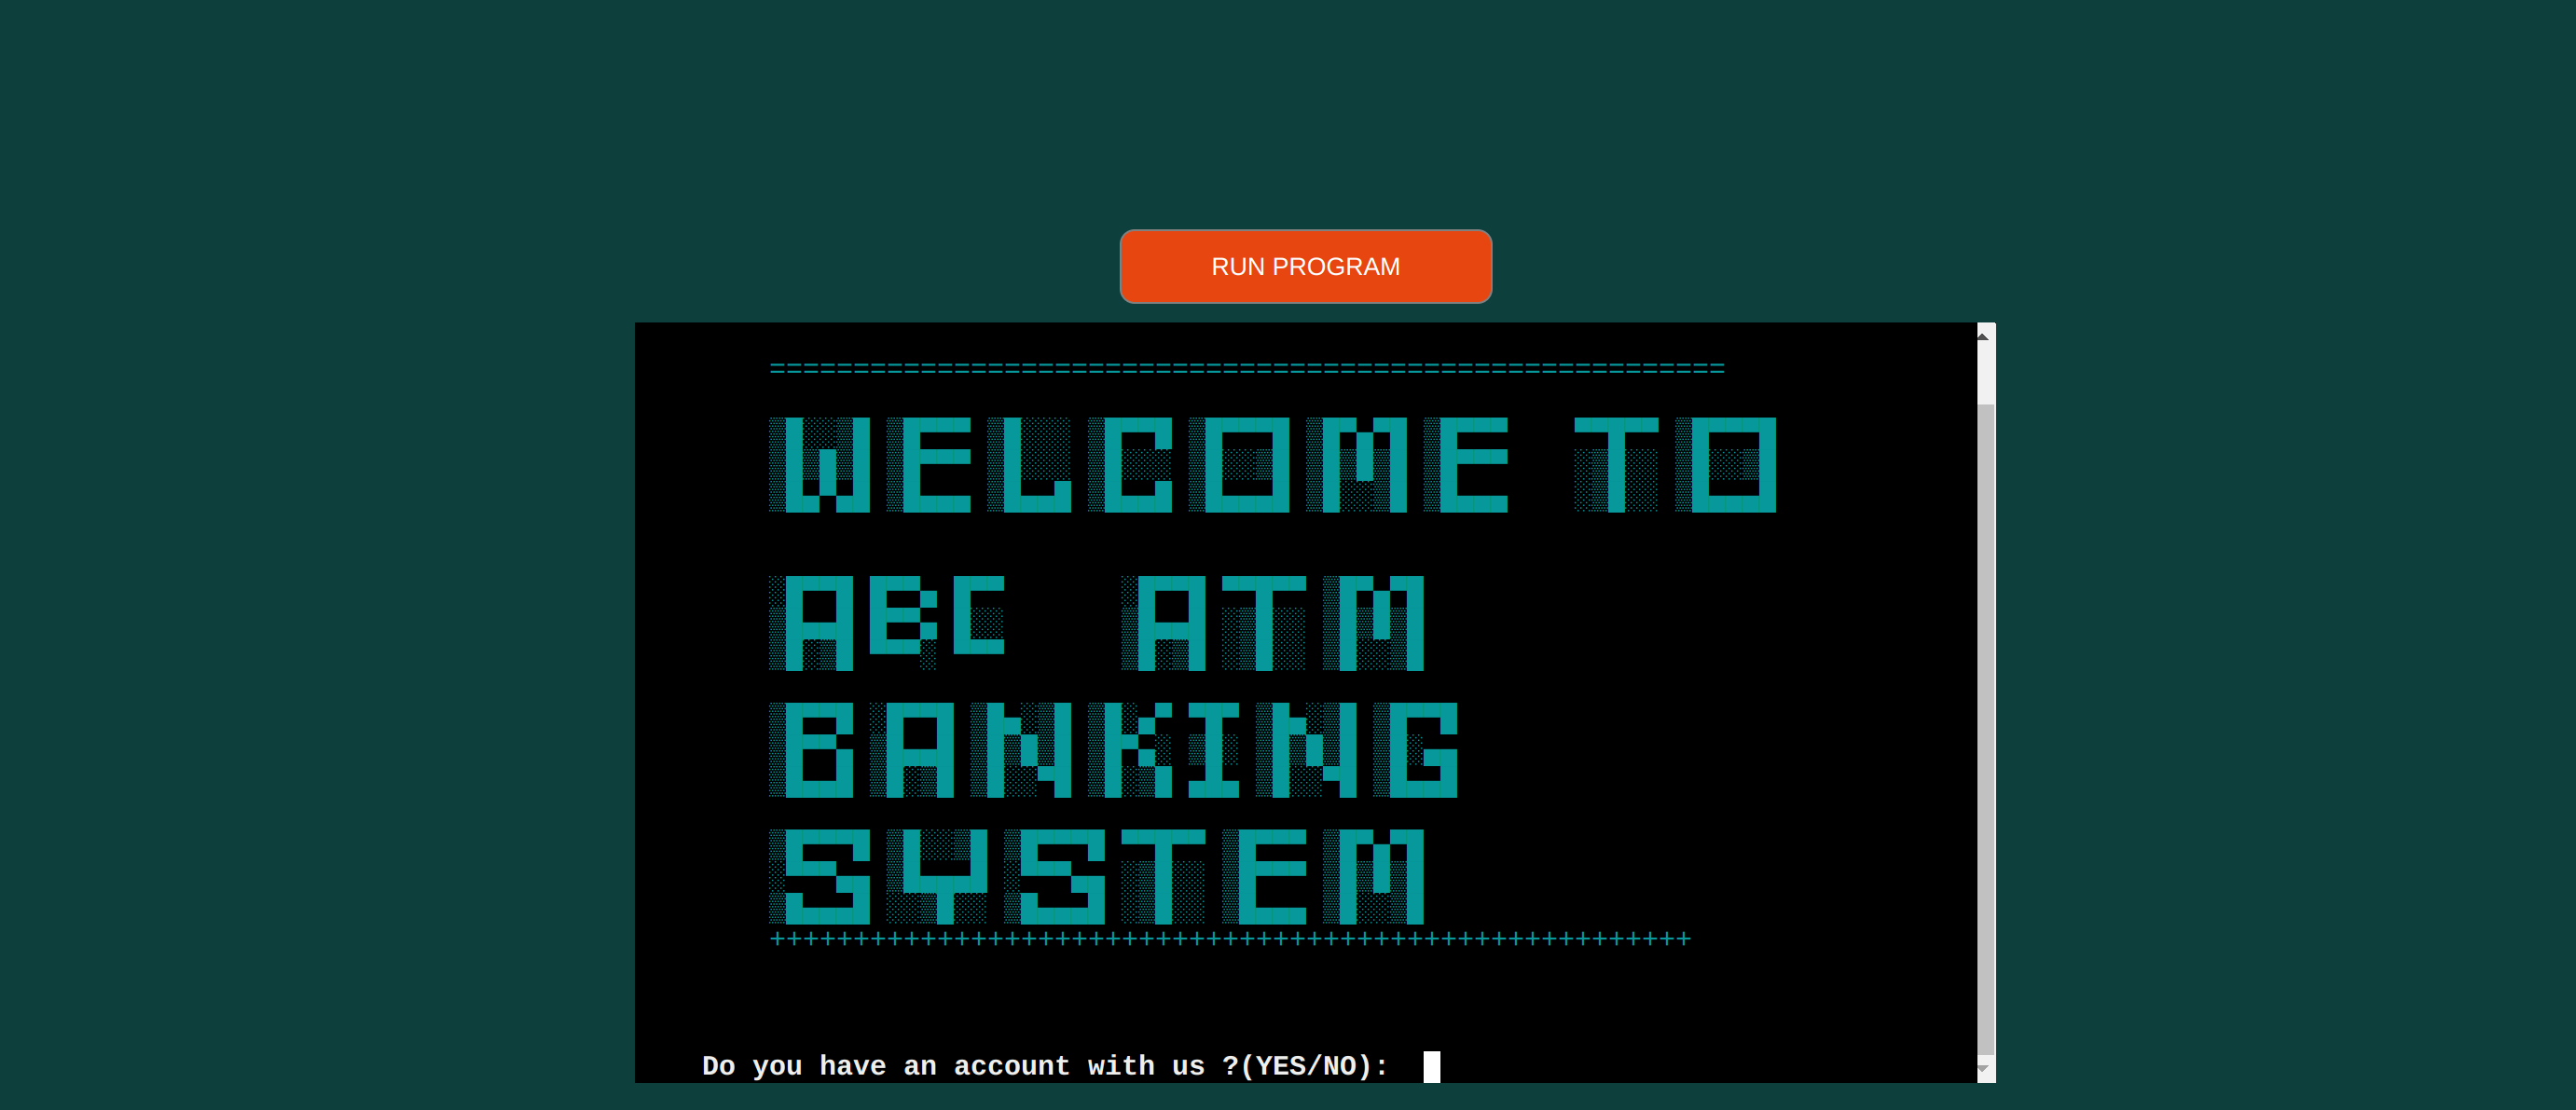 RUN PROGRAM
=========================================================
WELCOME TO
ABC ATM
BANKING
SYSTEM
+++++++++++++++++++++++++++++++++++++++++++++++++++++++
Do you have an account with us ?(YES/NO):